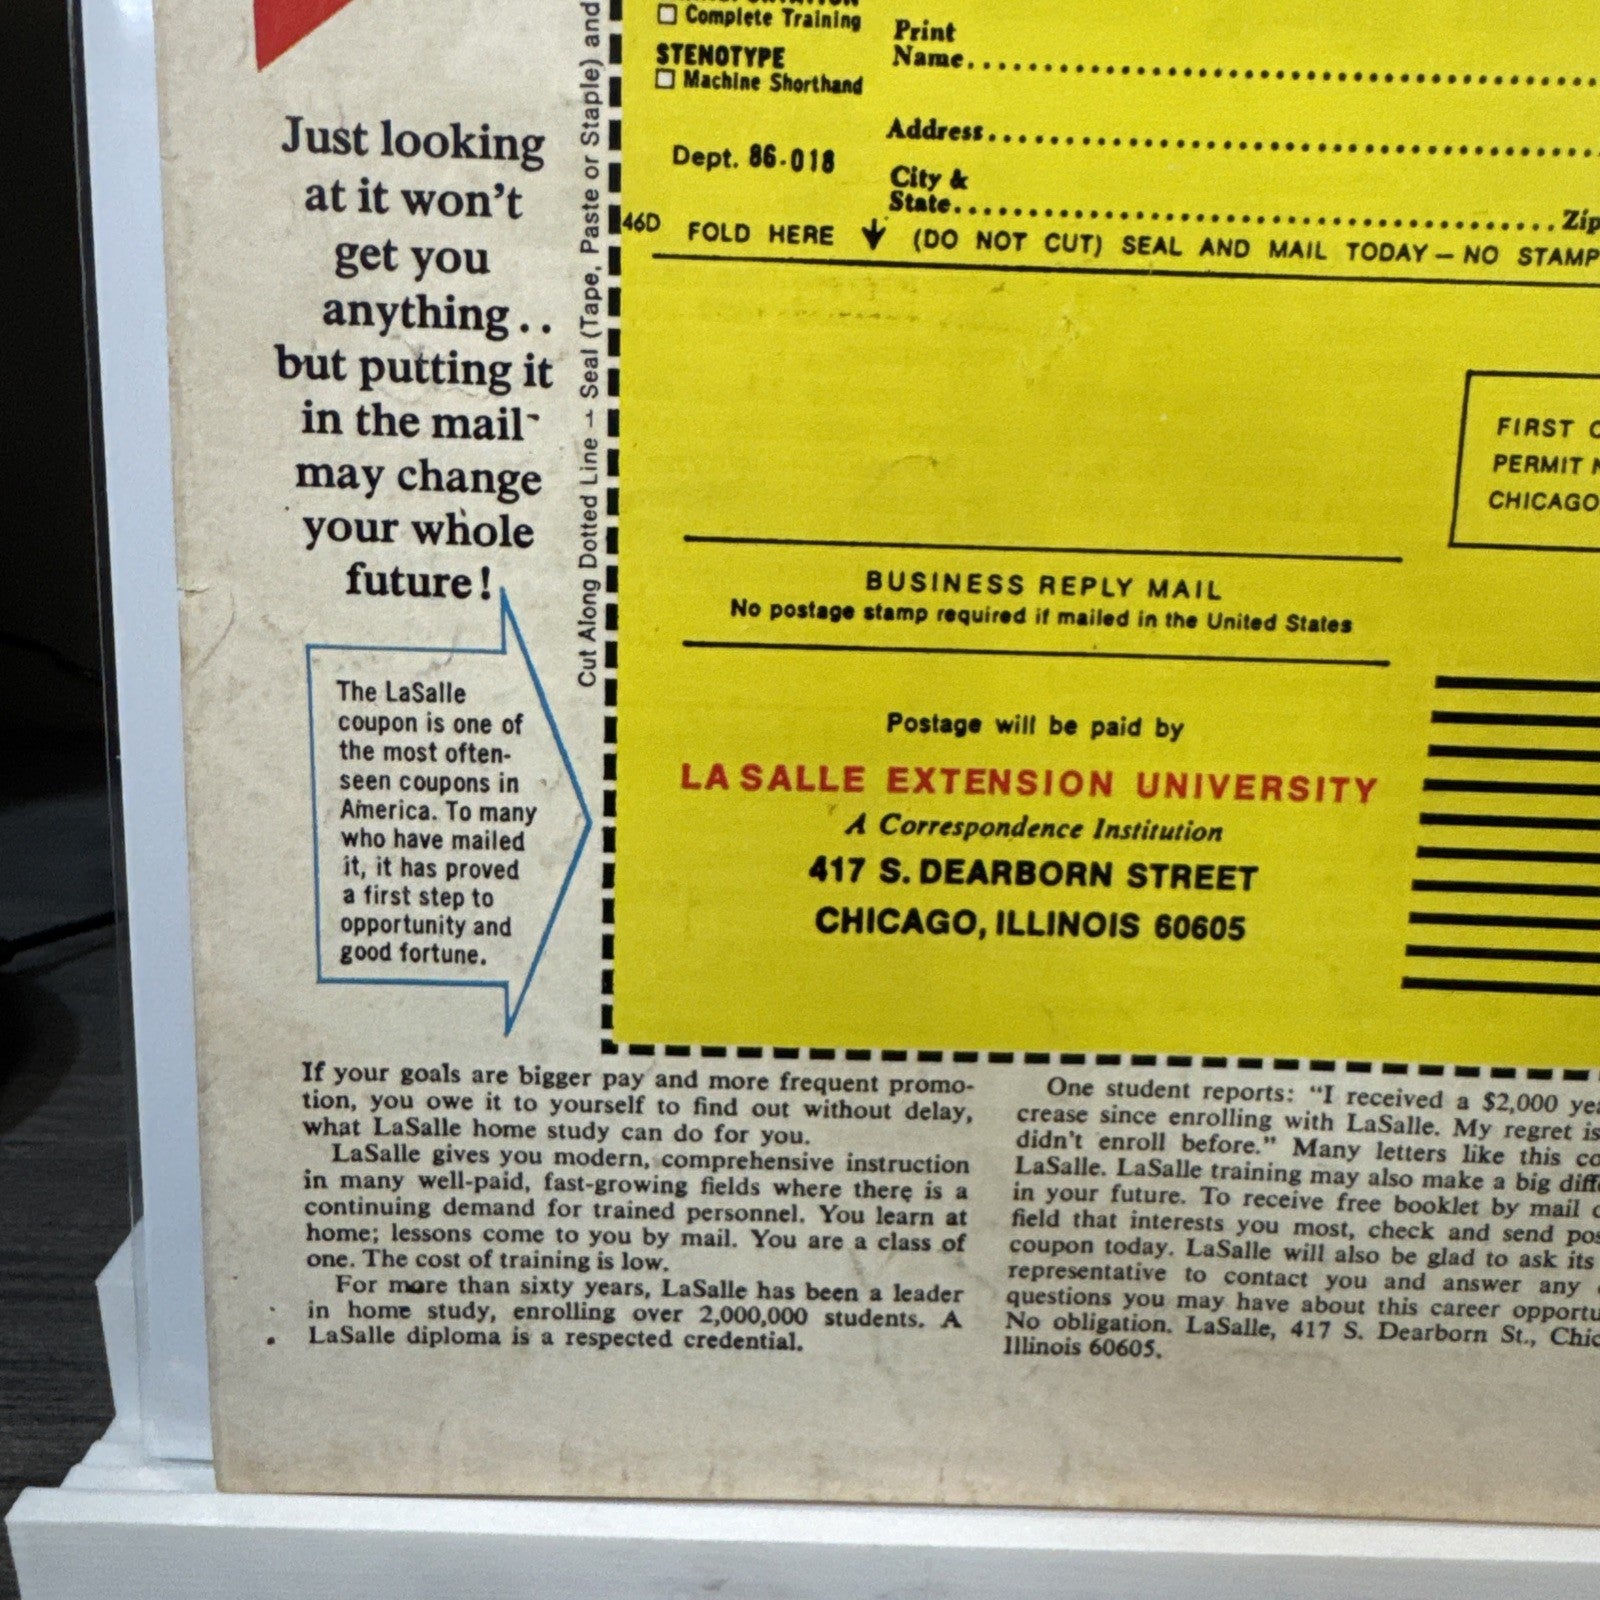 Complete Training
STENOTYPE
Machine Shorthand
Dept. 86-018
46D
Print
Name
Address
City &
State
Zip
FOLD HERE (DO NOT CUT) SEAL AND MAIL TODAY — NO STAMP
Cut Along Dotted Line — Seal (Tape, Paste or Staple) and
Just looking
at it won't
get you
anything . .
but putting it
in the mail
may change
your whole
future!
The LaSalle
coupon is one of
the most often-
seen coupons in
America. To many
who have mailed
it, it has proved
a first step to
opportunity and
good fortune.
FIRST
PERMIT
CHICAGO
BUSINESS REPLY MAIL
No postage stamp required if mailed in the United States
Postage will be paid by
LA SALLE EXTENSION UNIVERSITY
A Correspondence Institution
417 S. DEARBORN STREET
CHICAGO, ILLINOIS 60605
If your goals are bigger pay and more frequent promo-
tion, you owe it to yourself to find out without delay,
what LaSalle home study can do for you.
LaSalle gives you modern, comprehensive instruction
in many well-paid, fast-growing fields where there is a
continuing demand for trained personnel. You learn at
home; lessons come to you by mail. You are a class of
one. The cost of training is low.
For more than sixty years, LaSalle has been a leader
in home study, enrolling over 2,000,000 students. A
LaSalle diploma is a respected credential.
One student reports: "I received a $2,000
crease since enrolling with LaSalle. My regret is
didn't enroll before." Many letters like this
LaSalle. LaSalle training may also make a big
in your future. To receive free booklet by mail
field that interests you most, check and send
coupon today. LaSalle will also be glad to ask its
representative to contact you and answer any
questions you may have about this career
No obligation. LaSalle, 417 S. Dearborn St.,
Illinois 60605.